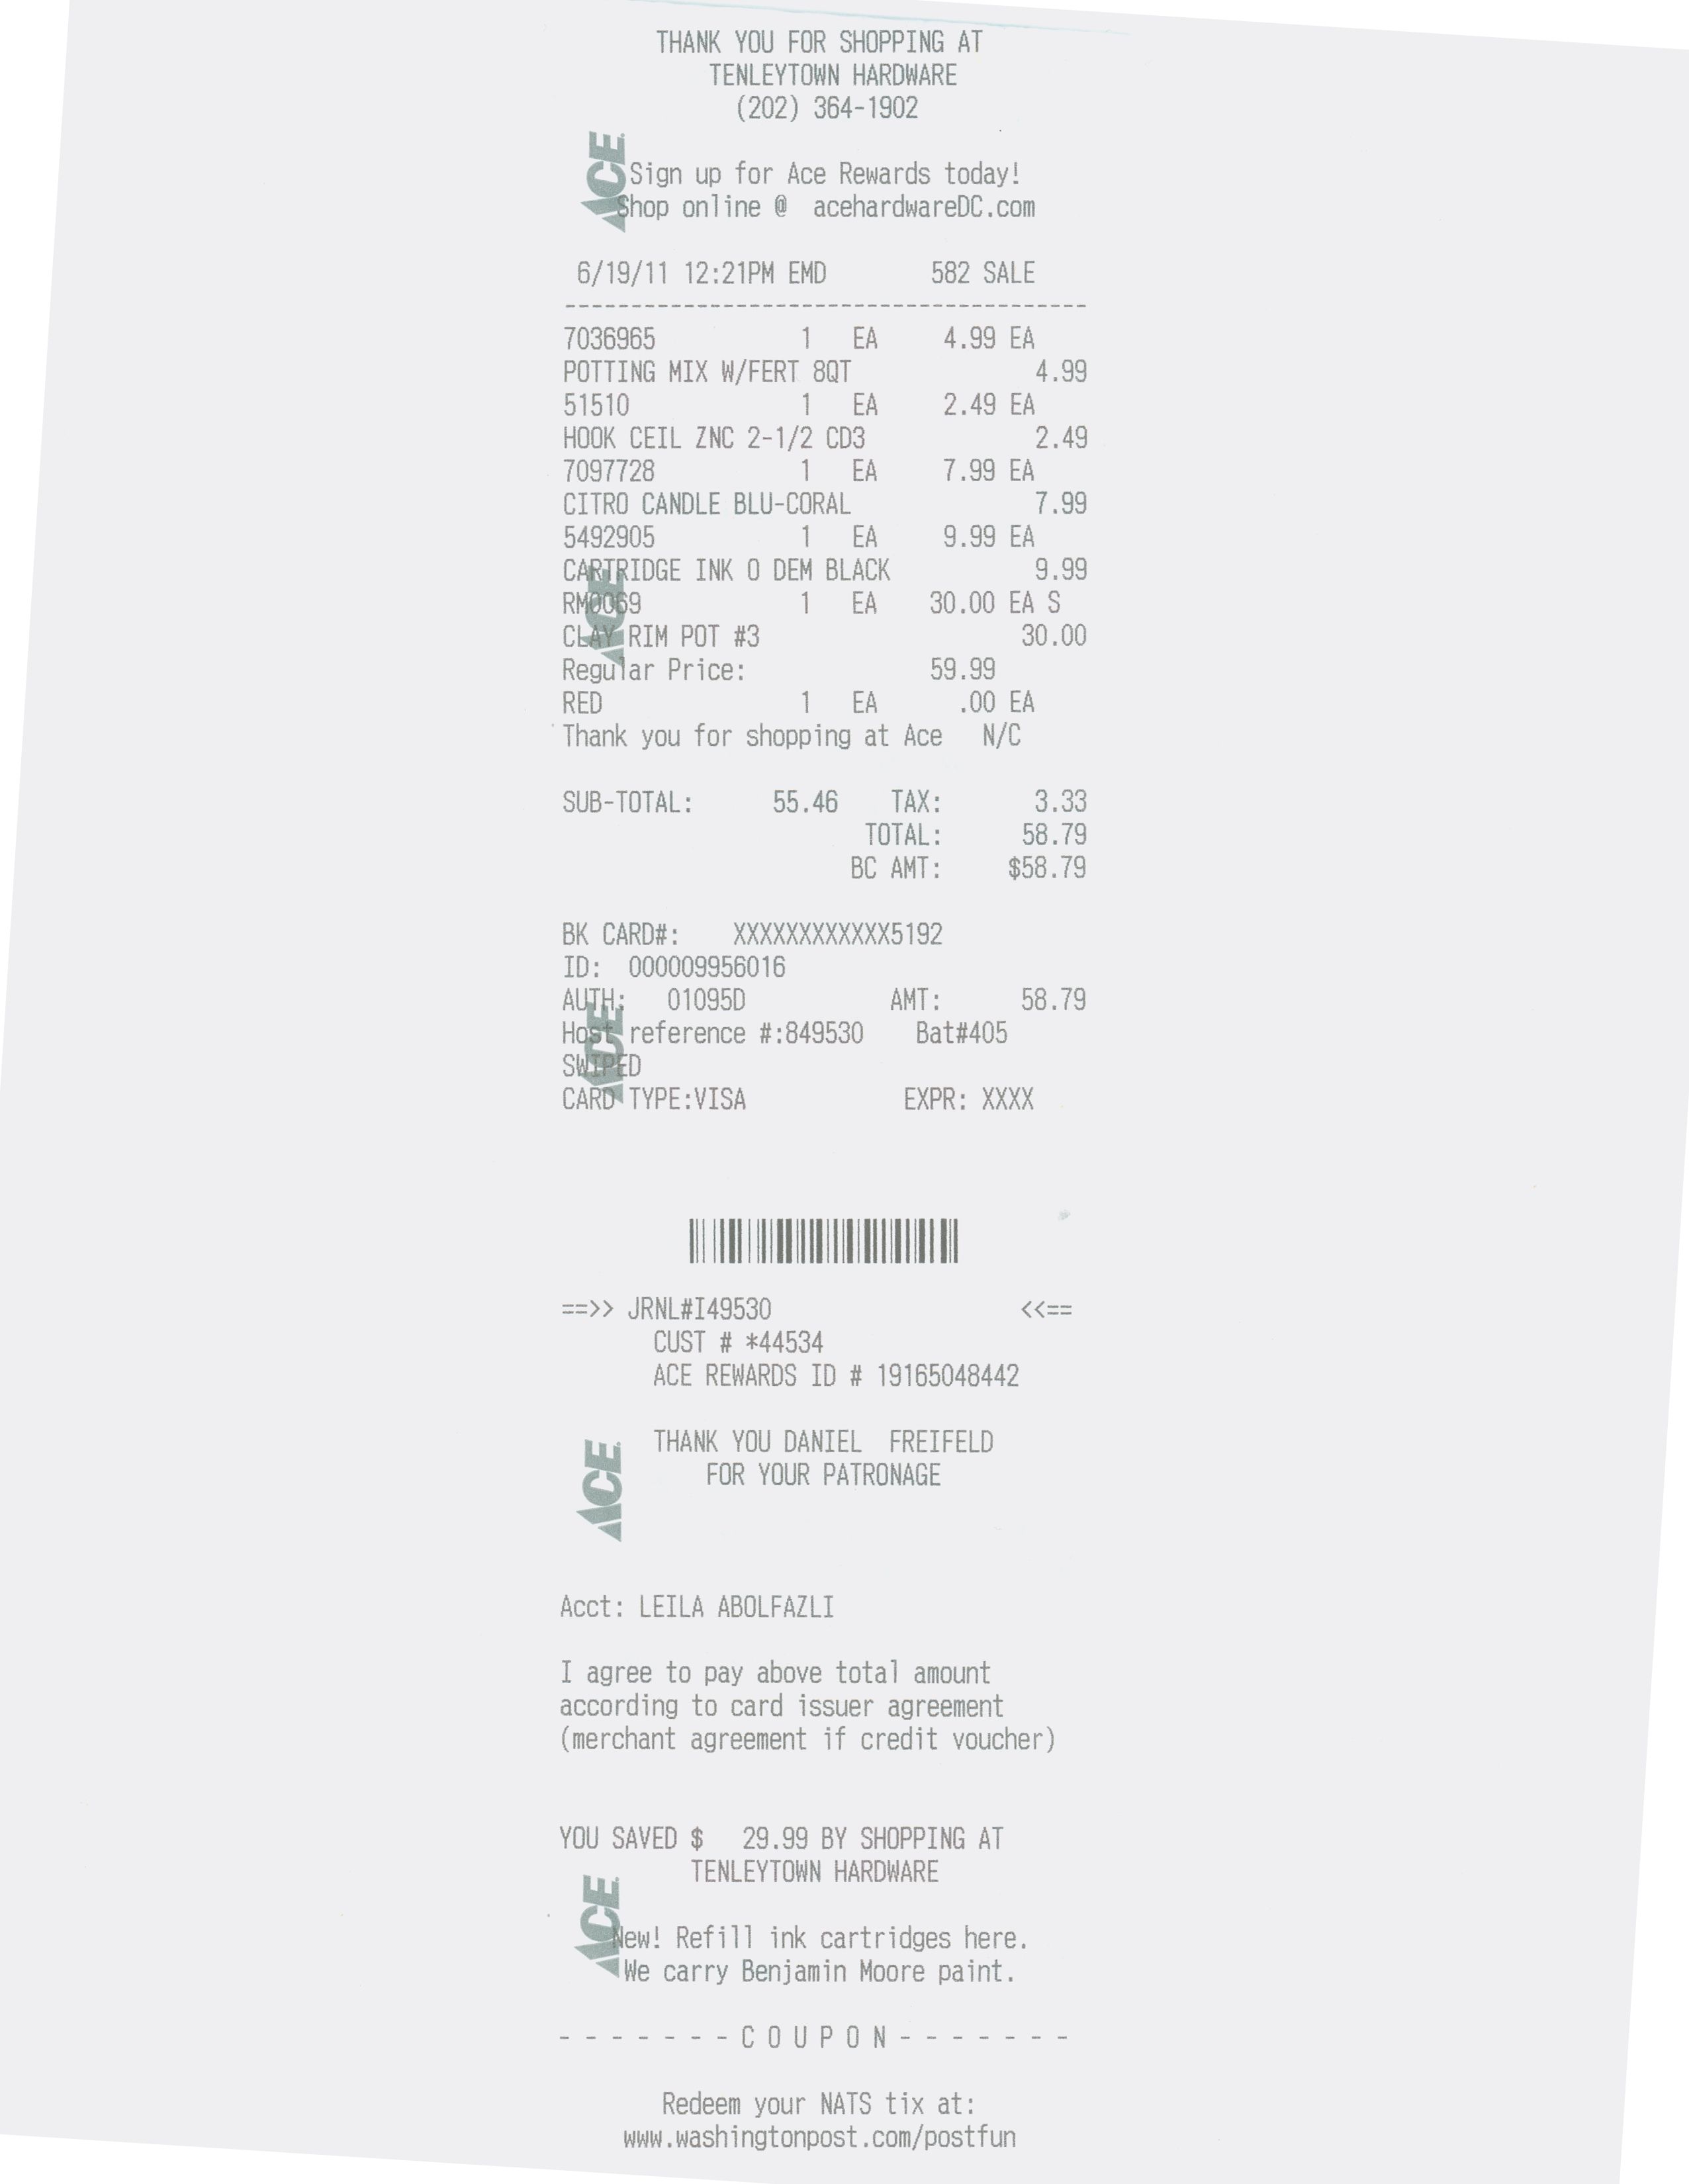 THANK YOU FOR SHOPPING AT
TENLEYTOWN HARDWARE
(202) 364-1902
ACE
Sign up for Ace Rewards today!
Shop online @ acehardwareDC.com
6/19/11 12:21PM EMD 582 SALE
----------------------------------------
7036965 1 EA 4.99 EA
POTTING MIX W/FERT 8QT 4.99
51510 1 EA 2.49 EA
HOOK CEIL ZNC 2-1/2 CD3 2.49
7097728 1 EA 7.99 EA
CITRO CANDLE BLU-CORAL 7.99
5492905 1 EA 9.99 EA
CARTRIDGE INK O DEM BLACK 9.99
ACE
RM0069 1 EA 30.00 EA S
CLAY RIM POT #3 30.00
Regular Price: 59.99
RED 1 EA .00 EA
Thank you for shopping at Ace N/C
SUB-TOTAL: 55.46 TAX: 3.33
TOTAL: 58.79
BC AMT: $58.79
BK CARD#: XXXXXXXXXXXX5192
ID: 000009956016
AUTH: 01095D AMT: 58.79
ACE
Host reference #:849530 Bat#405
SWIPED
CARD TYPE:VISA EXPR: XXXX
==>> JRNL#I49530 <<==
CUST # *44534
ACE REWARDS ID # 19165048442
ACE
THANK YOU DANIEL FREIFELD
FOR YOUR PATRONAGE
Acct: LEILA ABOLFAZLI
I agree to pay above total amount
according to card issuer agreement
(merchant agreement if credit voucher)
YOU SAVED $ 29.99 BY SHOPPING AT
TENLEYTOWN HARDWARE
ACE
New! Refill ink cartridges here.
We carry Benjamin Moore paint.
- - - - - - - C O U P O N - - - - - - -
Redeem your NATS tix at:
www.washingtonpost.com/postfun